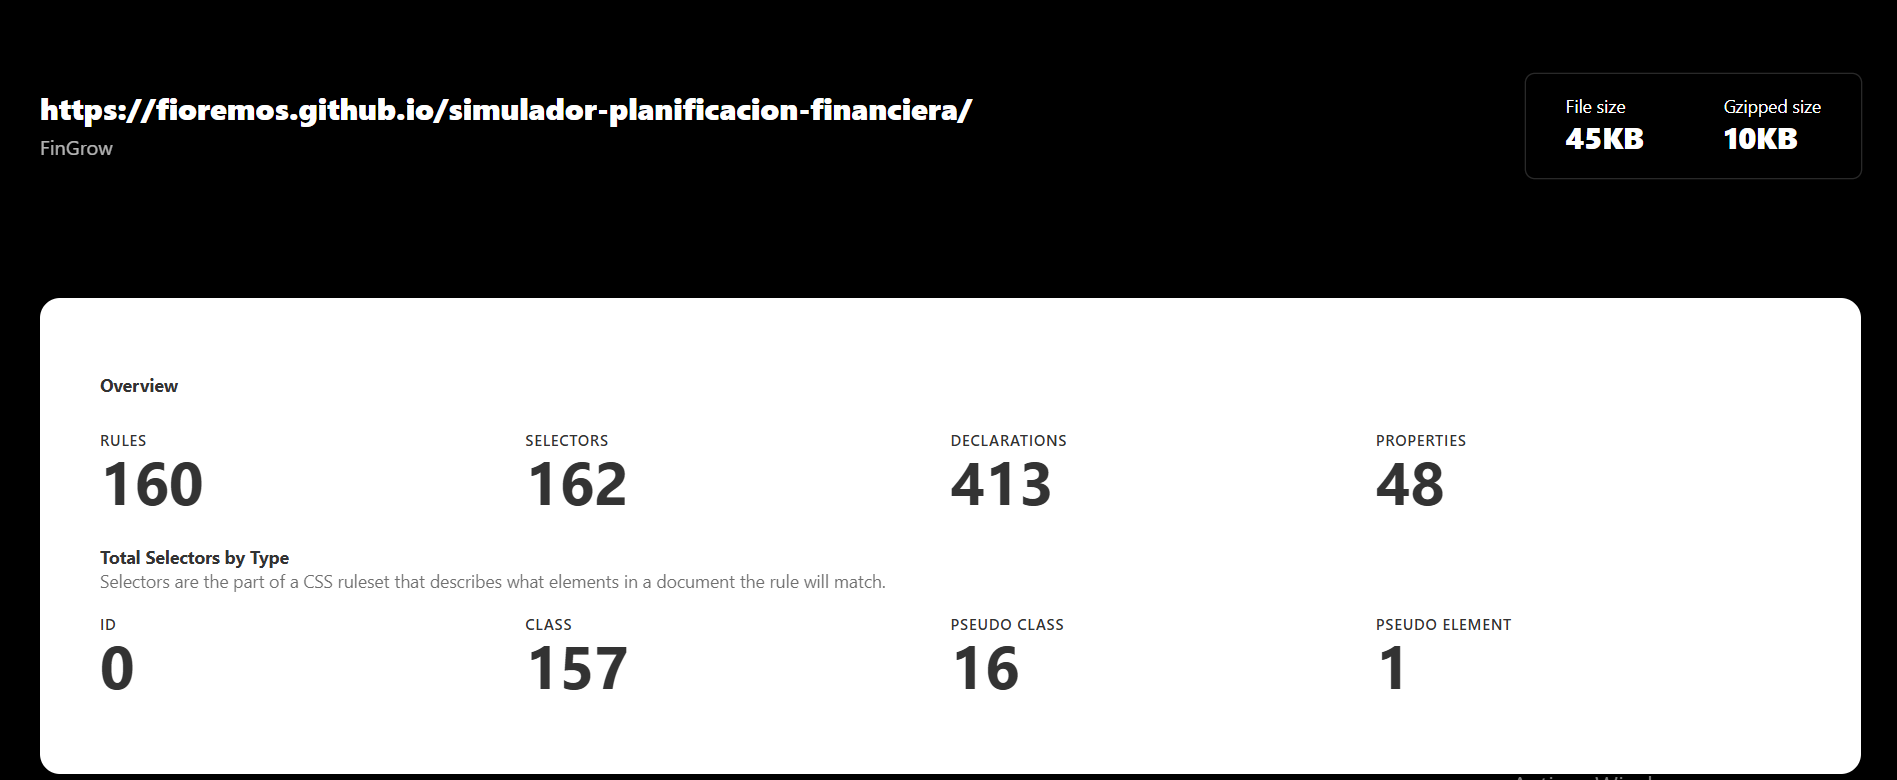 https://fioremos.github.io/simulador-planificacion-financiera/
FinGrow
File size
45KB
Gzipped size
10KB
Overview
RULES
160
SELECTORS
162
DECLARATIONS
413
PROPERTIES
48
Total Selectors by Type
Selectors are the part of a CSS ruleset that describes what elements in a document the rule will match.
ID
0
CLASS
157
PSEUDO CLASS
16
PSEUDO ELEMENT
1